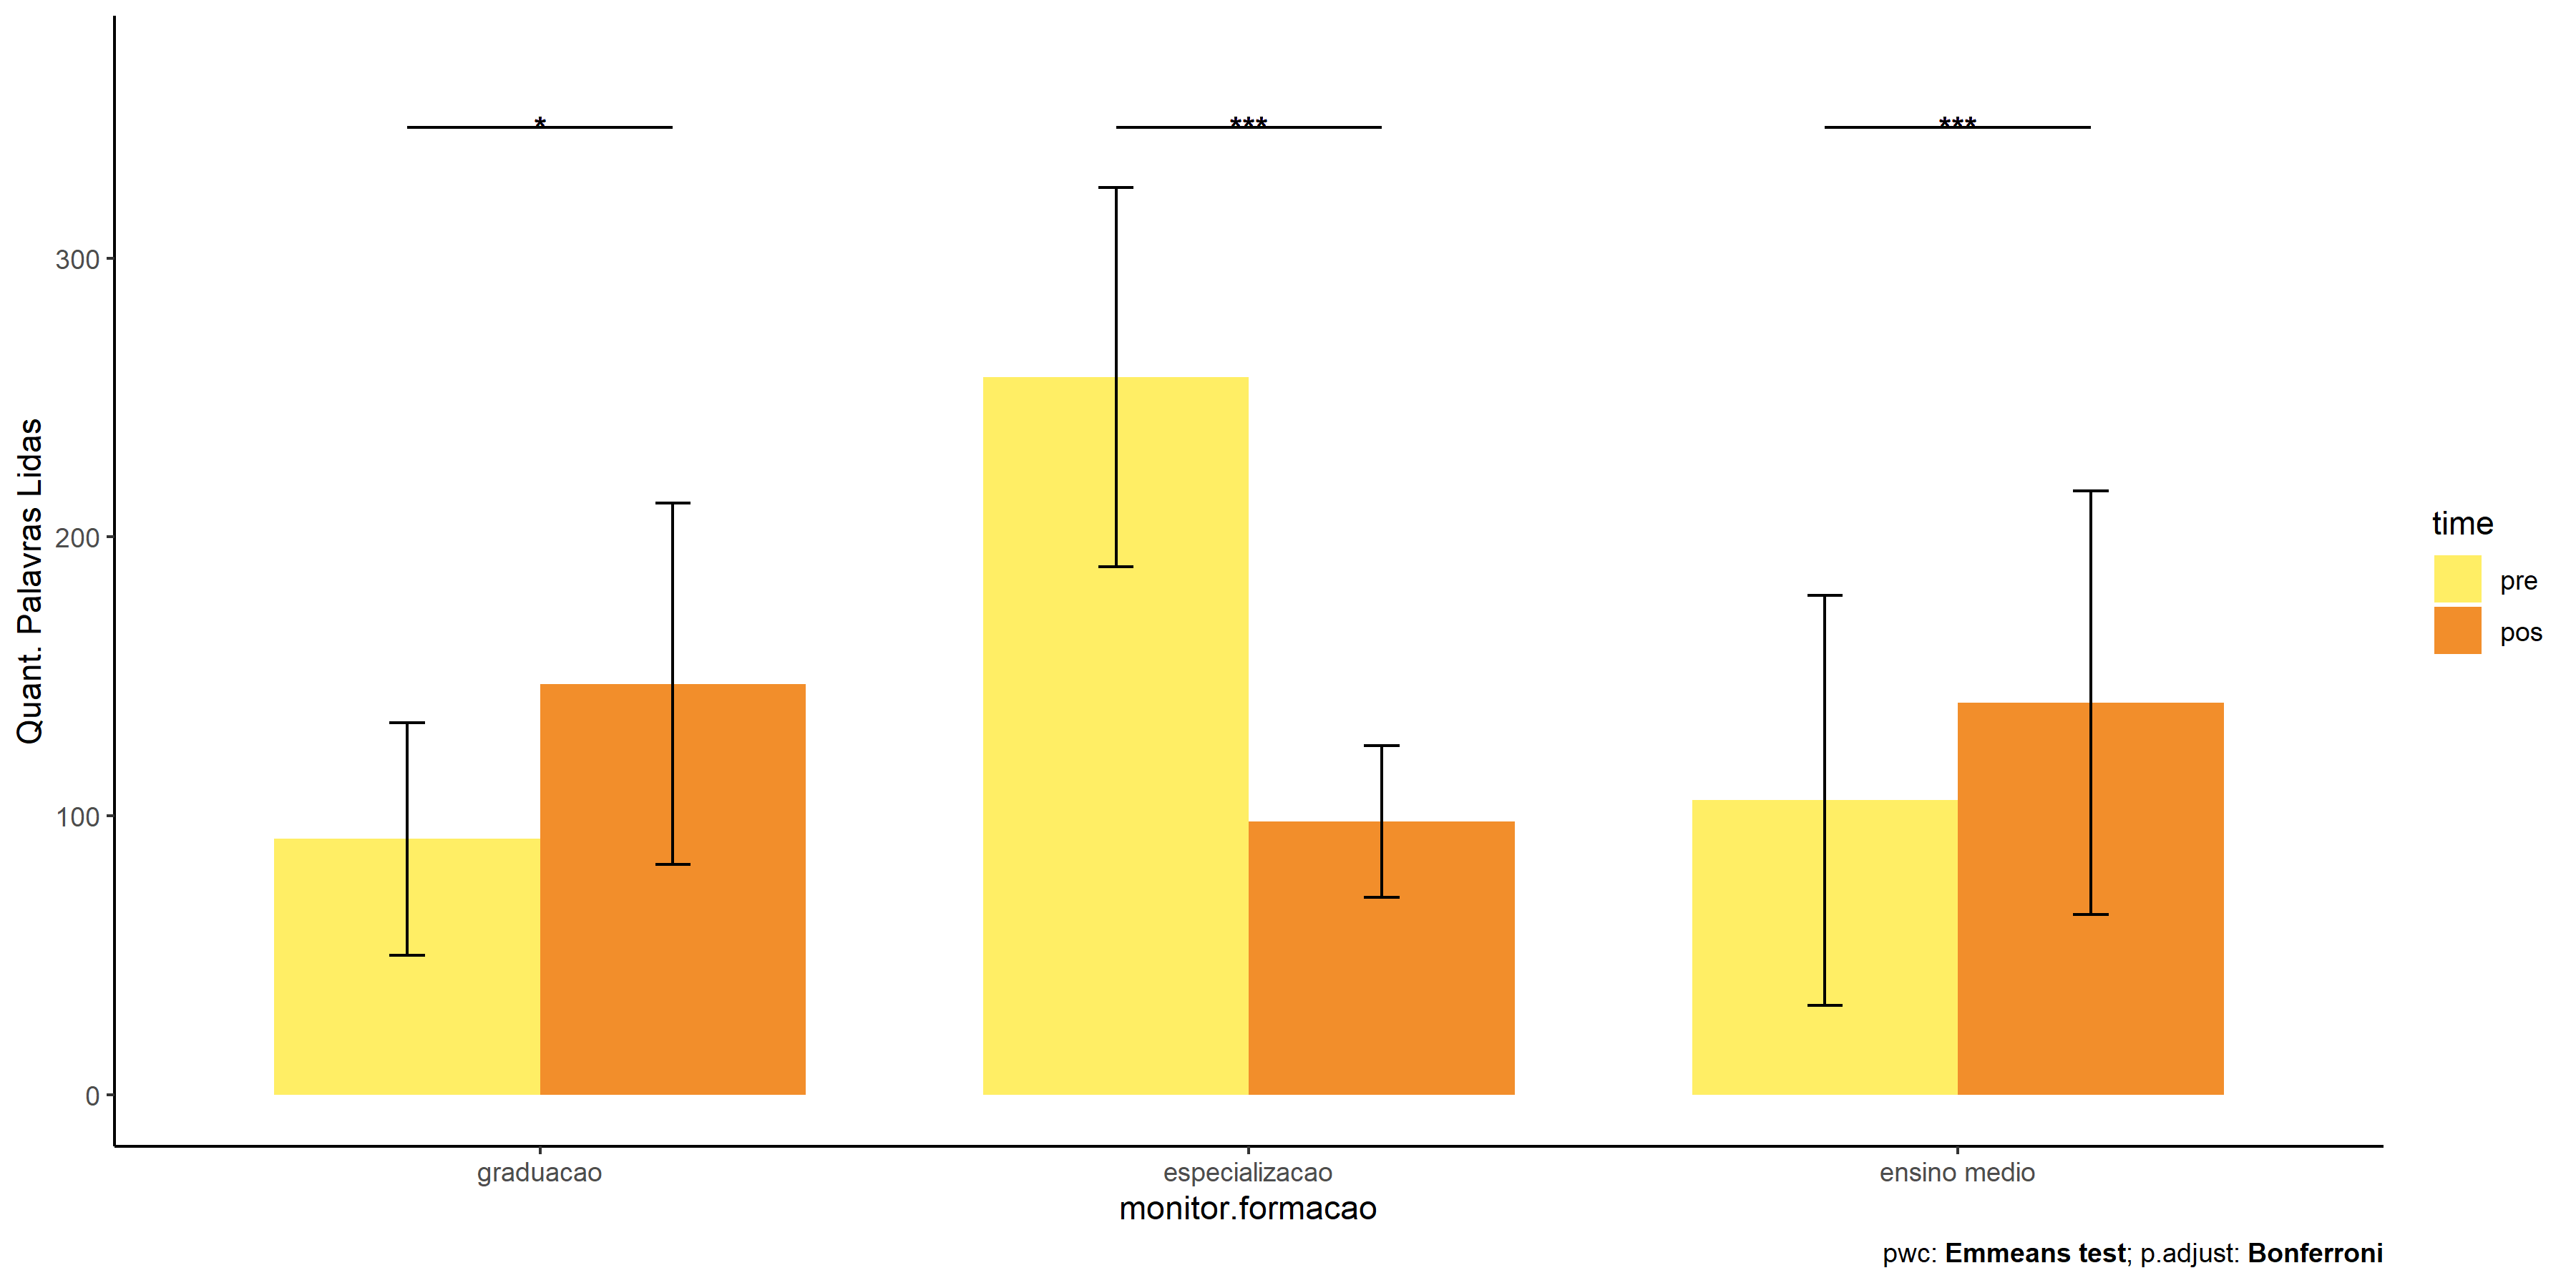 * *** ***
300
200
100
0
Quant. Palavras Lidas
graduacao especializacao ensino medio
monitor.formacao
time
pre
pos
pwc: Emmeans test; p.adjust: Bonferroni